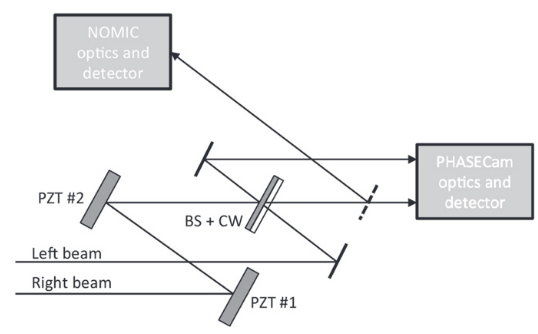 NOMIC
optics and
detector
PHASECam
optics and
detector
PZT #2
BS + CW
Left beam
Right beam
PZT #1